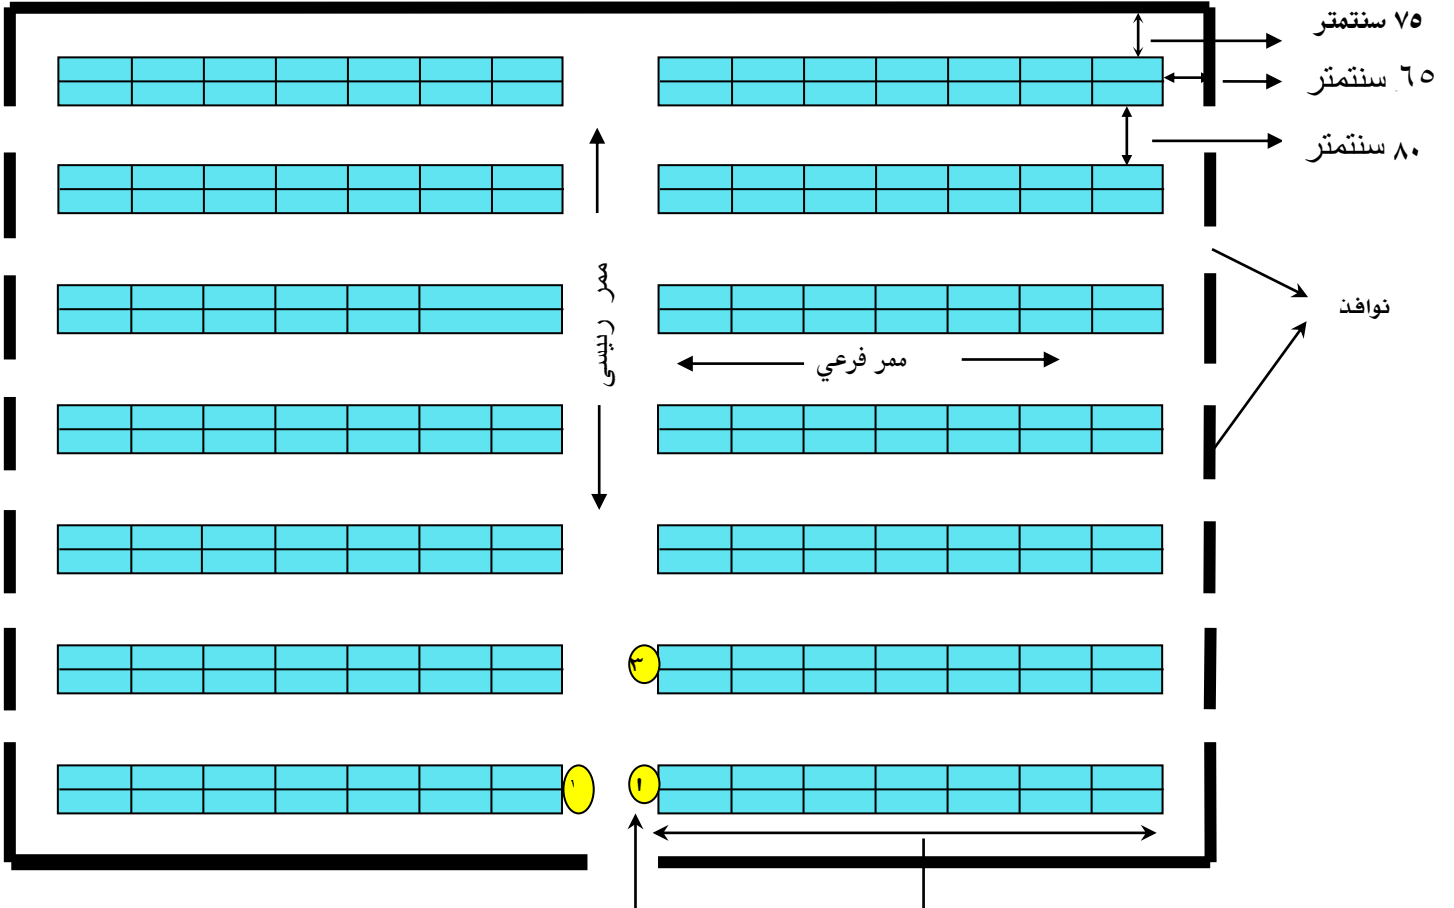 ٧٥ سنتمتر
٦٥ سنتمتر
٨٠ سنتمتر
نوافذ
ممر رئيسي
ممر فرعي
٣
١
١